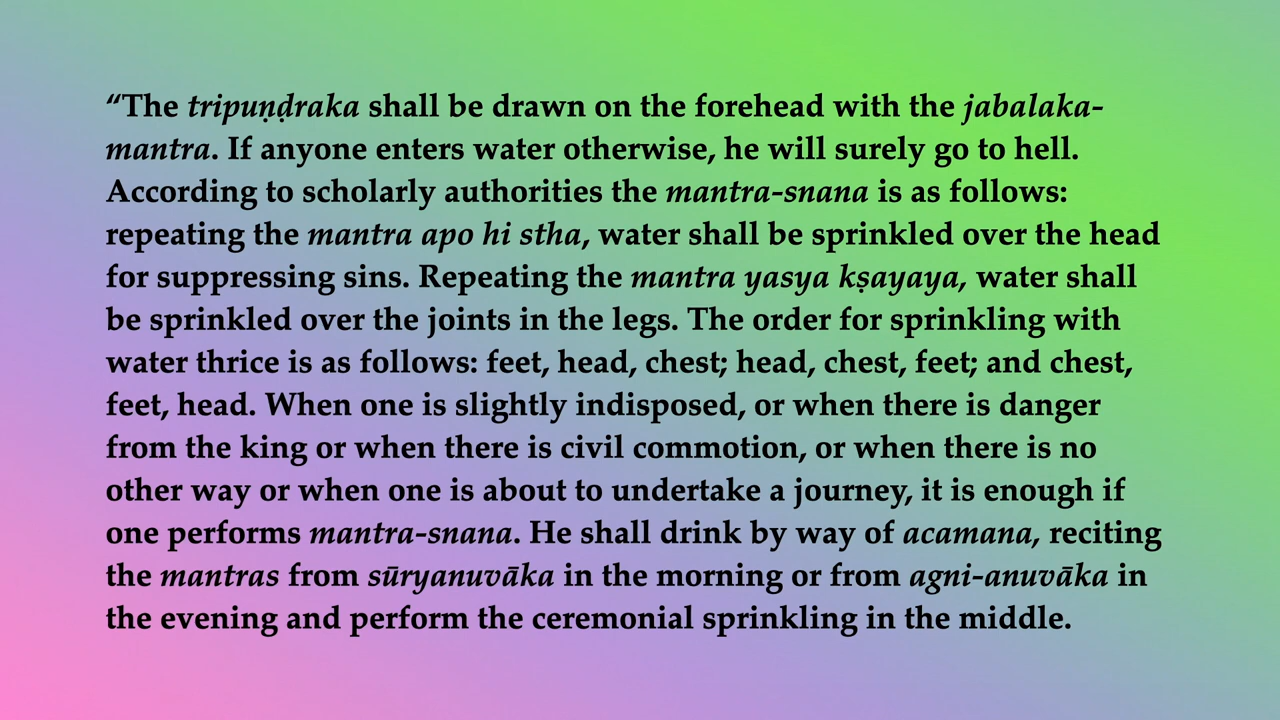 “The tripuṇḍraka shall be drawn on the forehead with the jabalaka-
mantra. If anyone enters water otherwise, he will surely go to hell.
According to scholarly authorities the mantra-snana is as follows:
repeating the mantra apo hi stha, water shall be sprinkled over the head
for suppressing sins. Repeating the mantra yasya kṣayaya, water shall
be sprinkled over the joints in the legs. The order for sprinkling with
water thrice is as follows: feet, head, chest; head, chest, feet; and chest,
feet, head. When one is slightly indisposed, or when there is danger
from the king or when there is civil commotion, or when there is no
other way or when one is about to undertake a journey, it is enough if
one performs mantra-snana. He shall drink by way of acamana, reciting
the mantras from sūryanuvāka in the morning or from agni-anuvāka in
the evening and perform the ceremonial sprinkling in the middle.